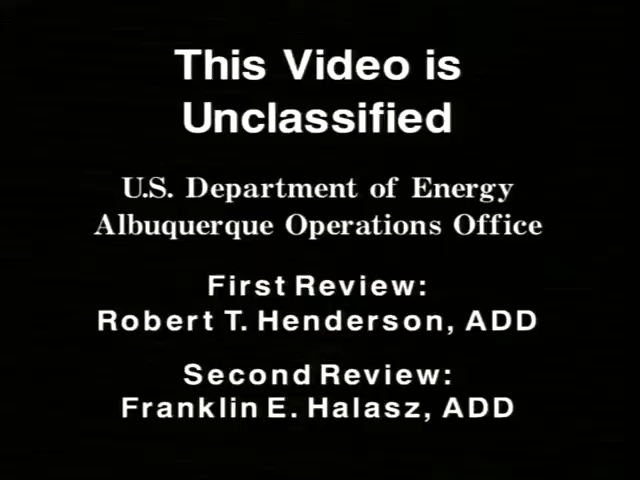 This Video is
Unclassified
U.S. Department of Energy
Albuquerque Operations Office
First Review:
Robert T. Henderson, ADD
Second Review:
Franklin E. Halasz, ADD